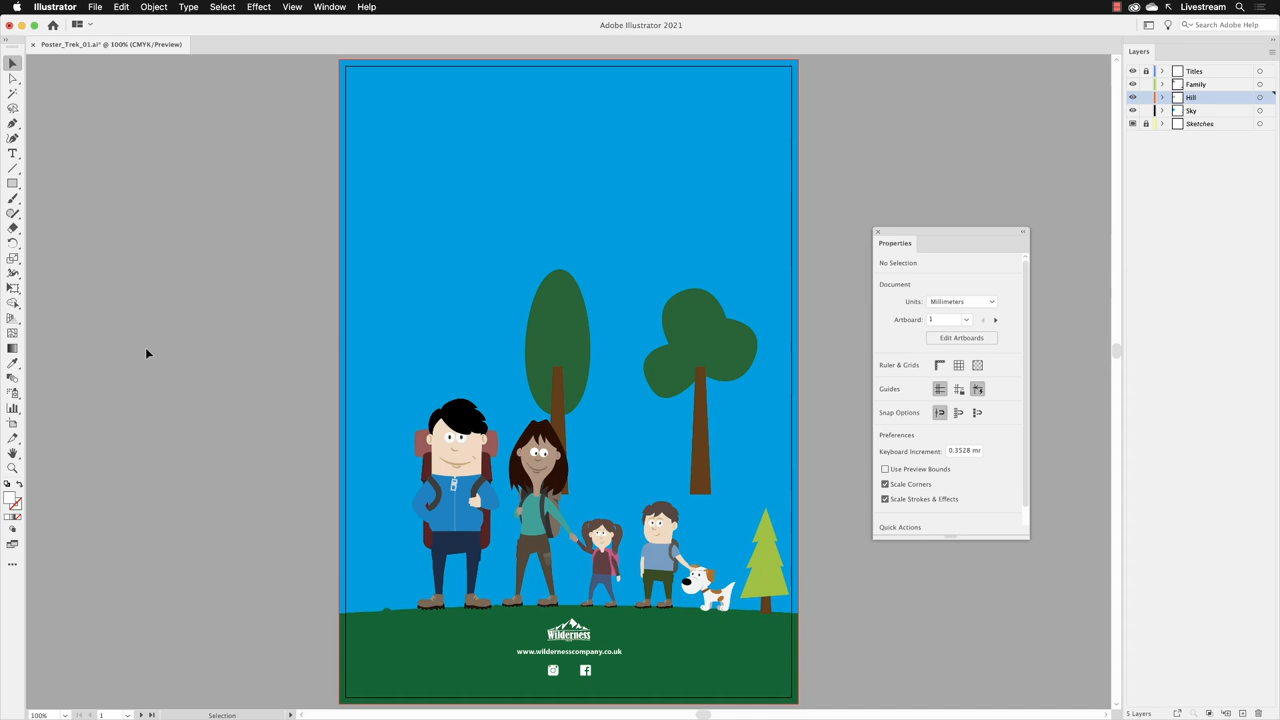 Illustrator File Edit Object Type Select Effect View Window Help Livestream
Adobe Illustrator 2021
Search Adobe Help
× Poster_Trek_01.ai* @ 100% (CMYK/Preview)
Layers
Titles
Family
Hill
Sky
Sketches
Properties
No Selection
Document
Units: Millimeters
Artboard: 1
Edit Artboards
Ruler & Grids
Guides
Snap Options
Preferences
Keyboard Increment: 0.3528 mr
Use Preview Bounds
Scale Corners
Scale Strokes & Effects
Quick Actions
Wilderness
www.wildernesscompany.co.uk
100% 1 Selection
5 Layers